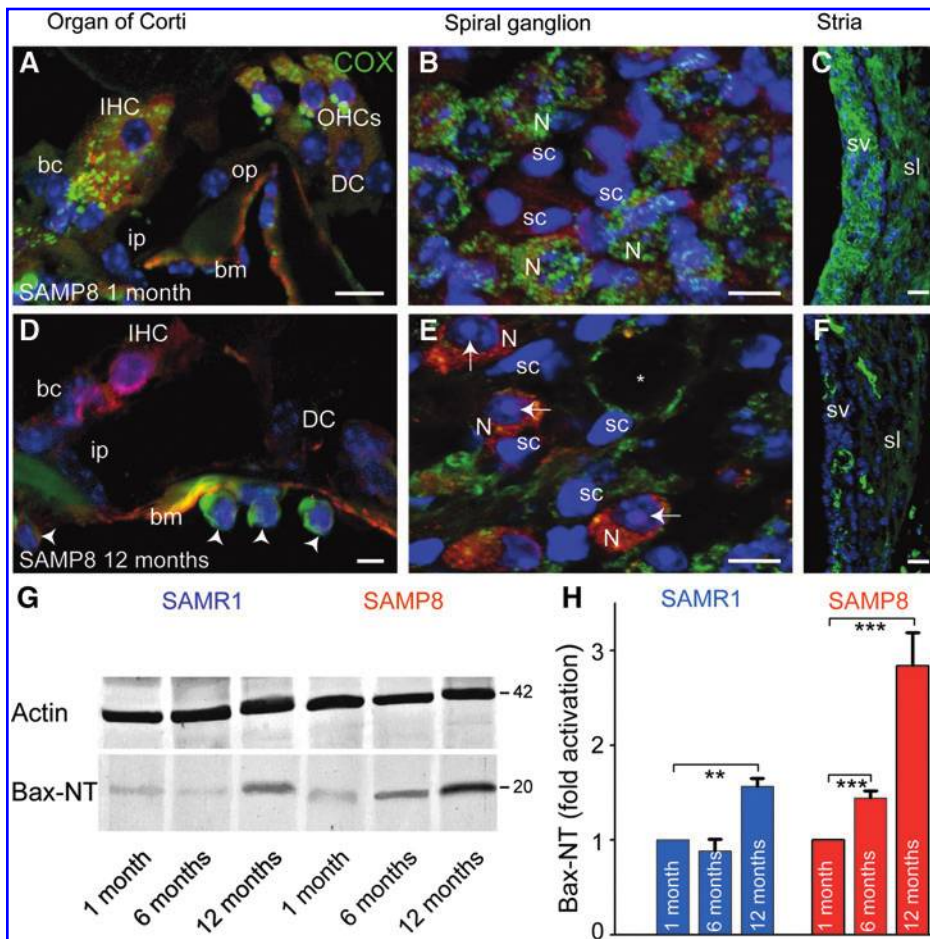 Organ of Corti Spiral ganglion Stria
A COX
IHC
OHCs
bc
op
DC
ip
bm
SAMP8 1 month
B
N
sc
sc
sc
N
N
C
sv
sl
D
IHC
bc
DC
ip
bm
SAMP8 12 months
E
N
sc
*
N
sc
sc
sc
N
F
sv
sl
G
SAMR1 SAMP8
Actin
42
Bax-NT
20
1 month 6 months 12 months 1 month 6 months 12 months
H
SAMR1 SAMP8
Bax-NT (fold activation)
3
2
1
0
**
***
***
1 month 6 months 12 months 1 month 6 months 12 months